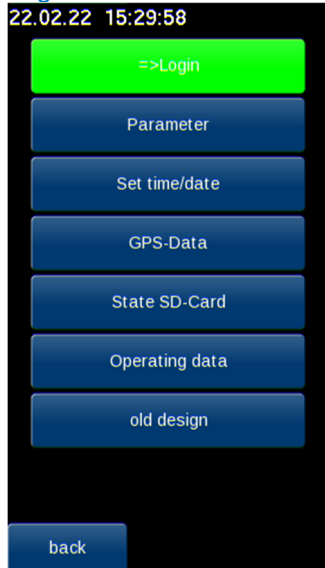 22.02.22 15:29:58
=>Login
Parameter
Set time/date
GPS-Data
State SD-Card
Operating data
old design
back